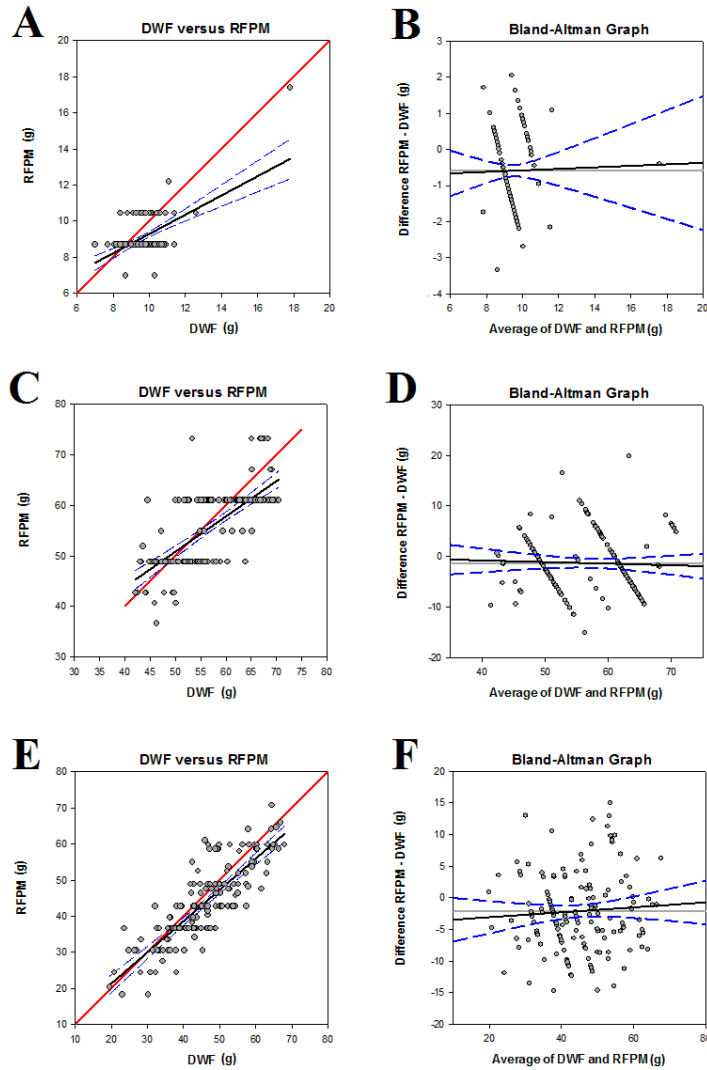 A
DWF versus RFPM
20
18
16
14
12
10
8
6
RFPM (g)
6 8 10 12 14 16 18 20
DWF (g)
B
Bland-Altman Graph
3
2
1
0
-1
-2
-3
-4
Difference RFPM - DWF (g)
6 8 10 12 14 16 18 20
Average of DWF and RFPM (g)
C
DWF versus RFPM
80
70
60
50
40
30
RFPM (g)
30 35 40 45 50 55 60 65 70 75 80
DWF (g)
D
Bland-Altman Graph
30
20
10
0
-10
-20
Difference RFPM - DWF (g)
40 50 60 70
Average of DWF and RFPM (g)
E
DWF versus RFPM
80
70
60
50
40
30
20
10
RFPM (g)
10 20 30 40 50 60 70 80
DWF (g)
F
Bland-Altman Graph
20
15
10
5
0
-5
-10
-15
-20
Difference RFPM - DWF (g)
20 40 60 80
Average of DWF and RFPM (g)